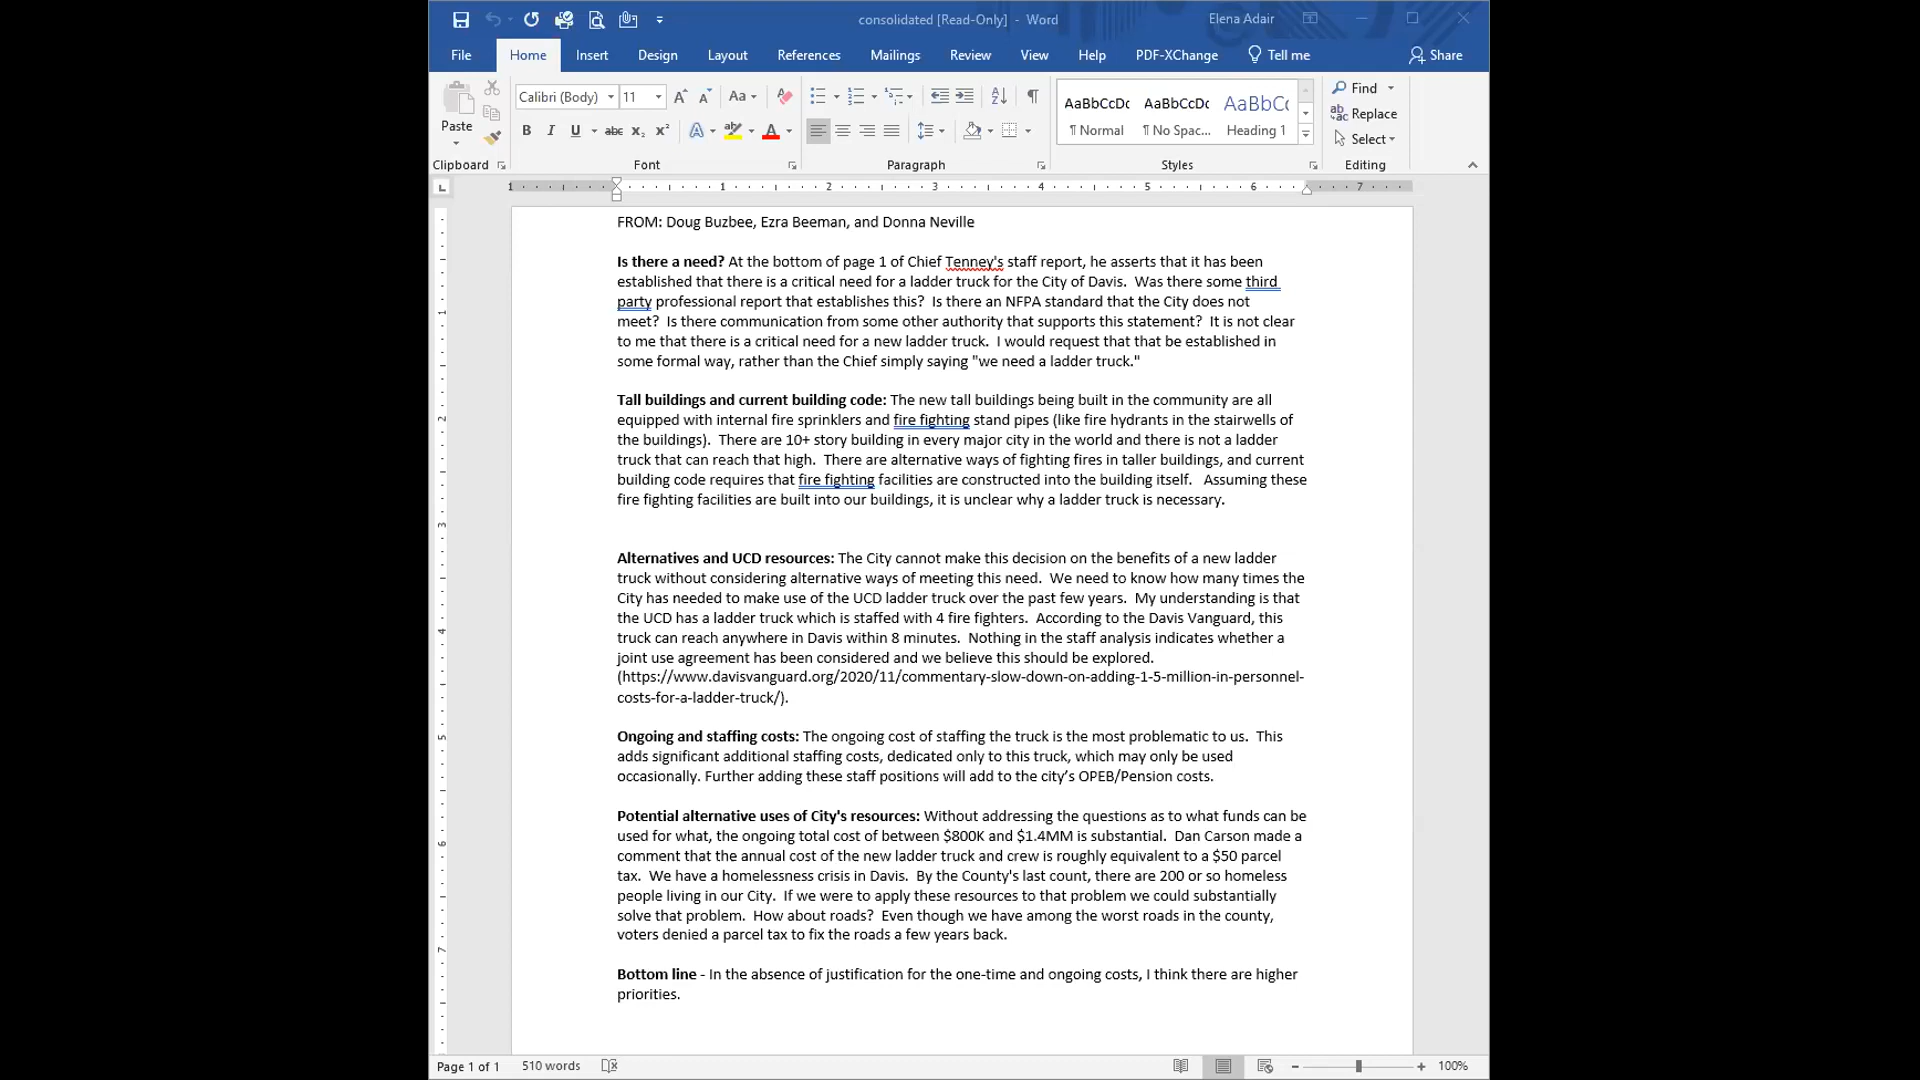 consolidated [Read-Only] - Word
Elena Adair
File Home Insert Design Layout References Mailings Review View Help PDF-XChange Tell me Share
Paste
Calibri (Body) 11
Aa
B I U abc x₂ x² A A
AaBbCcDc AaBbCcDc AaBbCc
¶ Normal ¶ No Spac... Heading 1
Find
Replace
Select
Clipboard Font Paragraph Styles Editing
1 1 2 3 4 5 6 7
FROM: Doug Buzbee, Ezra Beeman, and Donna Neville
Is there a need? At the bottom of page 1 of Chief Tenney's staff report, he asserts that it has been
established that there is a critical need for a ladder truck for the City of Davis. Was there some third
party professional report that establishes this? Is there an NFPA standard that the City does not
meet? Is there communication from some other authority that supports this statement? It is not clear
to me that there is a critical need for a new ladder truck. I would request that that be established in
some formal way, rather than the Chief simply saying "we need a ladder truck."
Tall buildings and current building code: The new tall buildings being built in the community are all
equipped with internal fire sprinklers and fire fighting stand pipes (like fire hydrants in the stairwells of
the buildings). There are 10+ story building in every major city in the world and there is not a ladder
truck that can reach that high. There are alternative ways of fighting fires in taller buildings, and current
building code requires that fire fighting facilities are constructed into the building itself. Assuming these
fire fighting facilities are built into our buildings, it is unclear why a ladder truck is necessary.
Alternatives and UCD resources: The City cannot make this decision on the benefits of a new ladder
truck without considering alternative ways of meeting this need. We need to know how many times the
City has needed to make use of the UCD ladder truck over the past few years. My understanding is that
the UCD has a ladder truck which is staffed with 4 fire fighters. According to the Davis Vanguard, this
truck can reach anywhere in Davis within 8 minutes. Nothing in the staff analysis indicates whether a
joint use agreement has been considered and we believe this should be explored.
(https://www.davisvanguard.org/2020/11/commentary-slow-down-on-adding-1-5-million-in-personnel-
costs-for-a-ladder-truck/).
Ongoing and staffing costs: The ongoing cost of staffing the truck is the most problematic to us. This
adds significant additional staffing costs, dedicated only to this truck, which may only be used
occasionally. Further adding these staff positions will add to the city’s OPEB/Pension costs.
Potential alternative uses of City's resources: Without addressing the questions as to what funds can be
used for what, the ongoing total cost of between $800K and $1.4MM is substantial. Dan Carson made a
comment that the annual cost of the new ladder truck and crew is roughly equivalent to a $50 parcel
tax. We have a homelessness crisis in Davis. By the County's last count, there are 200 or so homeless
people living in our City. If we were to apply these resources to that problem we could substantially
solve that problem. How about roads? Even though we have among the worst roads in the county,
voters denied a parcel tax to fix the roads a few years back.
Bottom line - In the absence of justification for the one-time and ongoing costs, I think there are higher
priorities.
Page 1 of 1 510 words 100%